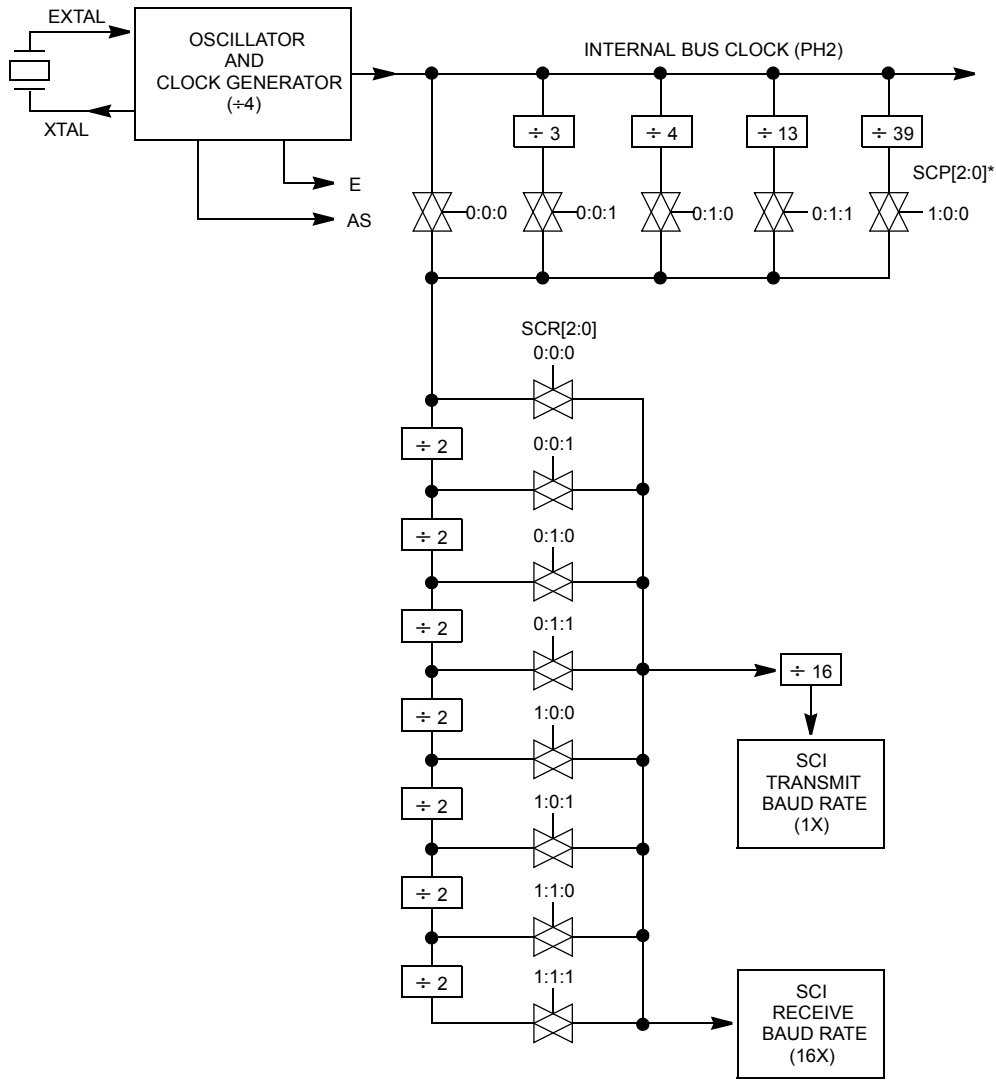 EXTAL
OSCILLATOR
AND
CLOCK GENERATOR
(÷4)
XTAL
E
AS
INTERNAL BUS CLOCK (PH2)
÷ 3
÷ 4
÷ 13
÷ 39
SCP[2:0]*
0:0:0
0:0:1
0:1:0
0:1:1
1:0:0
SCR[2:0]
0:0:0
÷ 2
0:0:1
÷ 2
0:1:0
÷ 2
0:1:1
÷ 16
÷ 2
1:0:0
SCI
TRANSMIT
BAUD RATE
(1X)
÷ 2
1:0:1
÷ 2
1:1:0
÷ 2
1:1:1
SCI
RECEIVE
BAUD RATE
(16X)